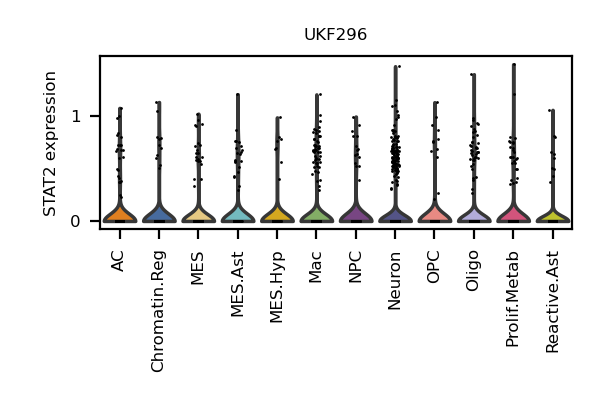 UKF296
STAT2 expression
1
0
AC
Chromatin.Reg
MES
MES.Ast
MES.Hyp
Mac
NPC
Neuron
OPC
Oligo
Prolif.Metab
Reactive.Ast